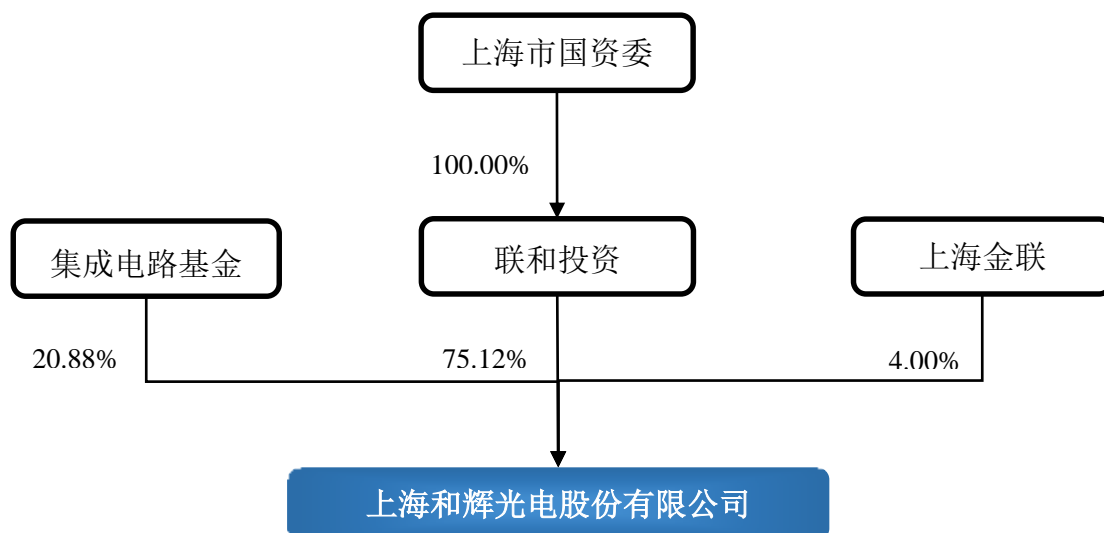 上海市国资委
100.00%
集成电路基金
联和投资
上海金联
20.88%
75.12%
4.00%
上海和辉光电股份有限公司